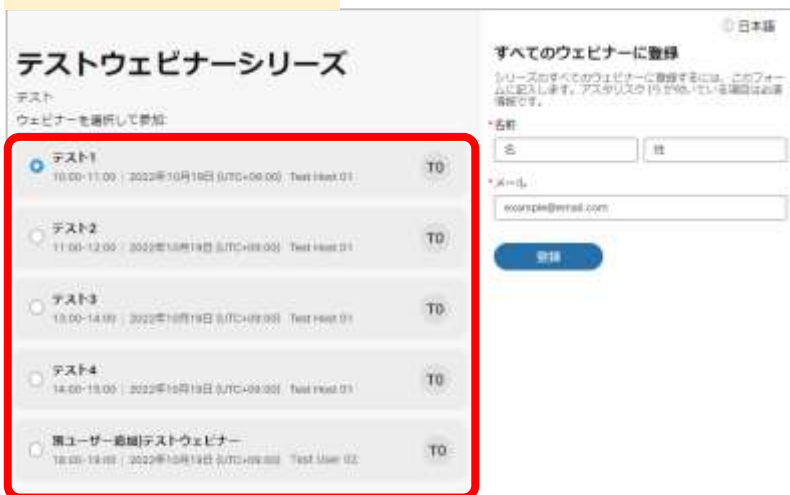 日本語
テストウェビナーシリーズ
テスト
ウェビナーを選択して参加:
テスト1
10:00-11:00 | 2022年10月19日 (UTC+09:00) Test Host 01
TO
テスト2
11:00-12:00 | 2022年10月19日 (UTC+09:00) Test Host 01
TO
テスト3
13:00-14:00 | 2022年10月19日 (UTC+09:00) Test Host 01
TO
テスト4
14:00-15:00 | 2022年10月19日 (UTC+09:00) Test Host 01
TO
別ユーザー追加]テストウェビナー
18:00-19:00 | 2022年10月19日 (UTC+09:00) Test User 02
TO
すべてのウェビナーに登録
シリーズのすべてのウェビナーに登録するには、このフォー
ムに記入します。アスタリスク (*) が付いている項目は必須
情報です。
*名前
名
姓
*メール
example@email.com
登録